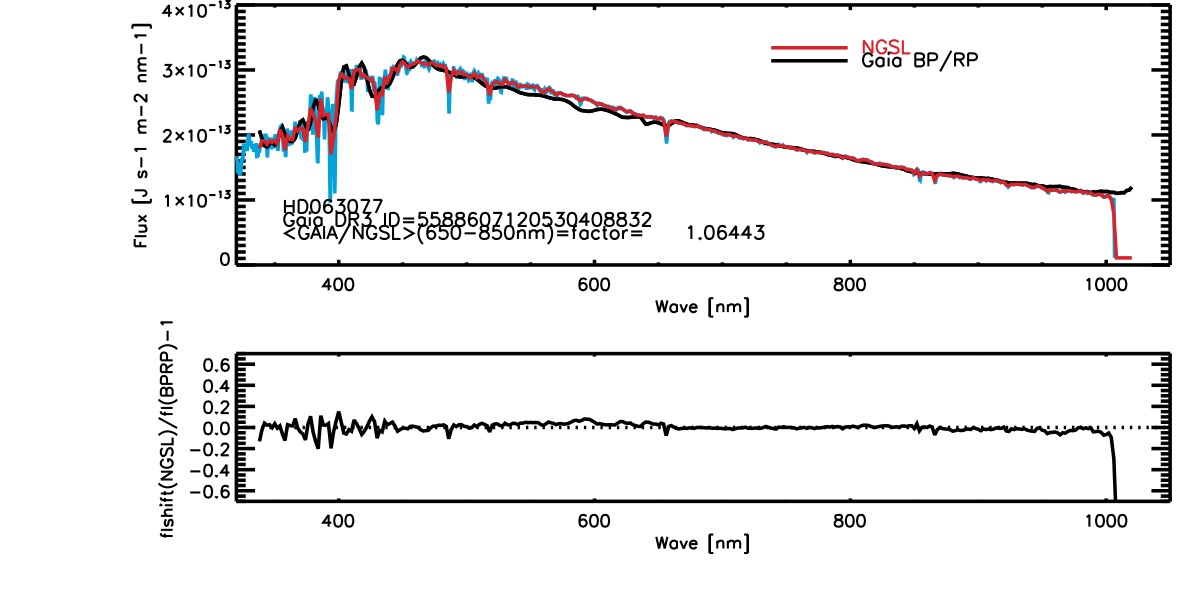 4×10−13
3×10−13
2×10−13
1×10−13
0
Flux [J s−1 m−2 nm−1]
NGSL
Gaia BP/RP
HD063077
Gaia DR3 ID=5588607120530408832
<GAIA/NGSL>(650−850nm)=factor= 1.06443
400 600 800 1000
Wave [nm]
flshift(NGSL)/fl(BPRP)−1
0.6
0.4
0.2
0.0
−0.2
−0.4
−0.6
400 600 800 1000
Wave [nm]